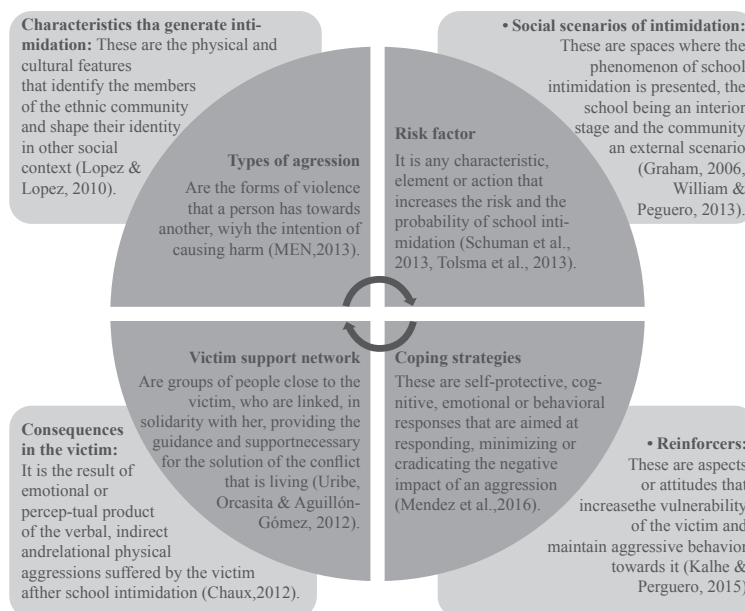 Characteristics tha generate inti-
midation: These are the physical and
cultural features
that identify the members
of the ethnic community
and shape their identity
in other social
context (Lopez &
Lopez, 2010).
• Social scenarios of intimidation:
These are spaces where the
phenomenon of school
intimidation is presented, the
school being an interior
stage and the community
an external scenario
(Graham, 2006,
William &
Peguero, 2013).
Types of agression
Are the forms of violence
that a person has towards
another, wiyh the intention of
causing harm (MEN,2013).
Risk factor
It is any characteristic,
element or action that
increases the risk and the
probability of school inti-
midation (Schuman et al.,
2013, Tolsma et al., 2013).
Victim support network
Are groups of people close to the
victim, who are linked, in
solidarity with her, providing the
guidance and supportnecessary
for the solution of the conflict
that is living (Uribe,
Orcasita & Aguillón-
Gómez, 2012).
Coping strategies
These are self-protective, cog-
nitive, emotional or behavioral
responses that are aimed at
responding, minimizing or
cradicating the negative
impact of an aggression
(Mendez et al.,2016).
Consequences
in the victim:
It is the result of
emotional or
percep-tual product
of the verbal, indirect
andrelational physical
aggressions suffered by the victim
afther school intimidation (Chaux,2012).
• Reinforcers:
These are aspects
or attitudes that
increasethe vulnerability
of the victim and
maintain aggressive behavior
towards it (Kalhe &
Perguero, 2015)